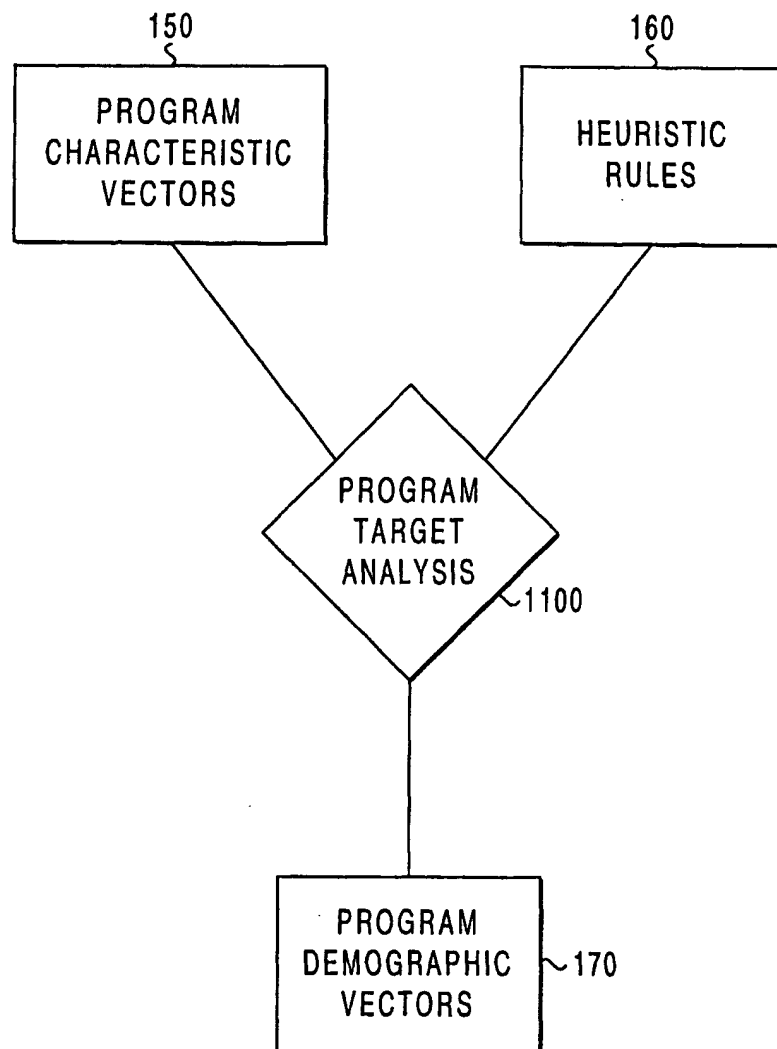 150
160
PROGRAM
CHARACTERISTIC
VECTORS
HEURISTIC
RULES
PROGRAM
TARGET
ANALYSIS
1100
PROGRAM
DEMOGRAPHIC
VECTORS
170